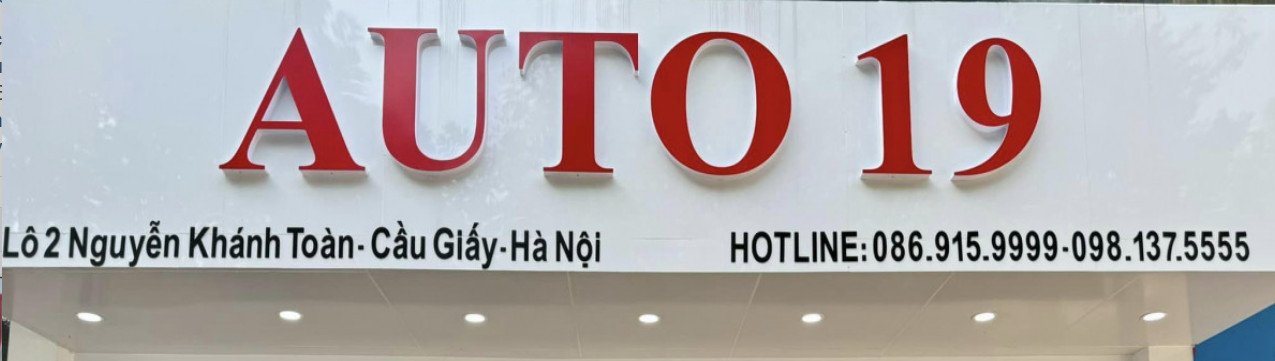 AUTO 19
Lô 2 Nguyễn Khánh Toàn - Cầu Giấy - Hà Nội
HOTLINE: 086.915.9999 - 098.137.5555